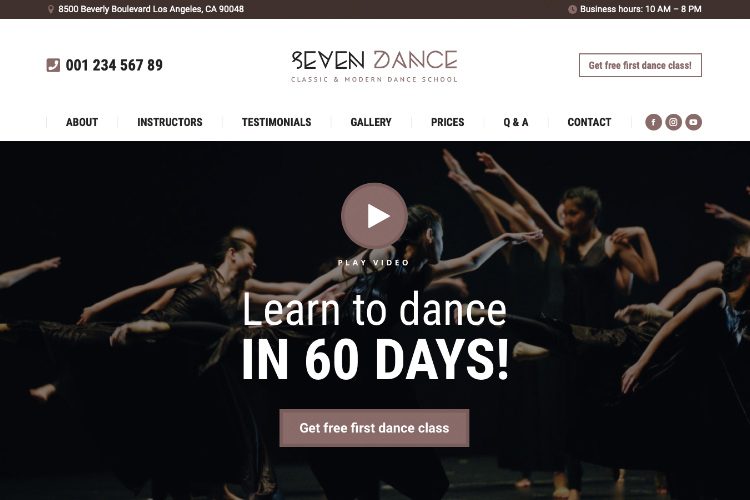 8500 Beverly Boulevard Los Angeles, CA 90048
Business hours: 10 AM – 8 PM
001 234 567 89
SEVEN DANCE
CLASSIC & MODERN DANCE SCHOOL
Get free first dance class!
ABOUT INSTRUCTORS TESTIMONIALS GALLERY PRICES Q & A CONTACT
PLAY VIDEO
Learn to dance
IN 60 DAYS!
Get free first dance class